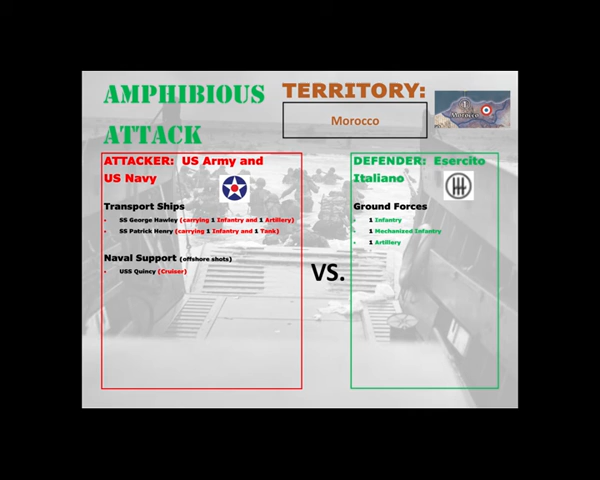 AMPHIBIOUS
ATTACK
TERRITORY:
Morocco
1
Morocco
ATTACKER: US Army and
US Navy
Transport Ships
SS George Hawley (carrying 1 Infantry and 1 Artillery)
SS Patrick Henry (carrying 1 Infantry and 1 Tank)
Naval Support (offshore shots)
USS Quincy (Cruiser)
VS.
DEFENDER: Esercito
Italiano
Ground Forces
1 Infantry
1 Mechanized Infantry
1 Artillery